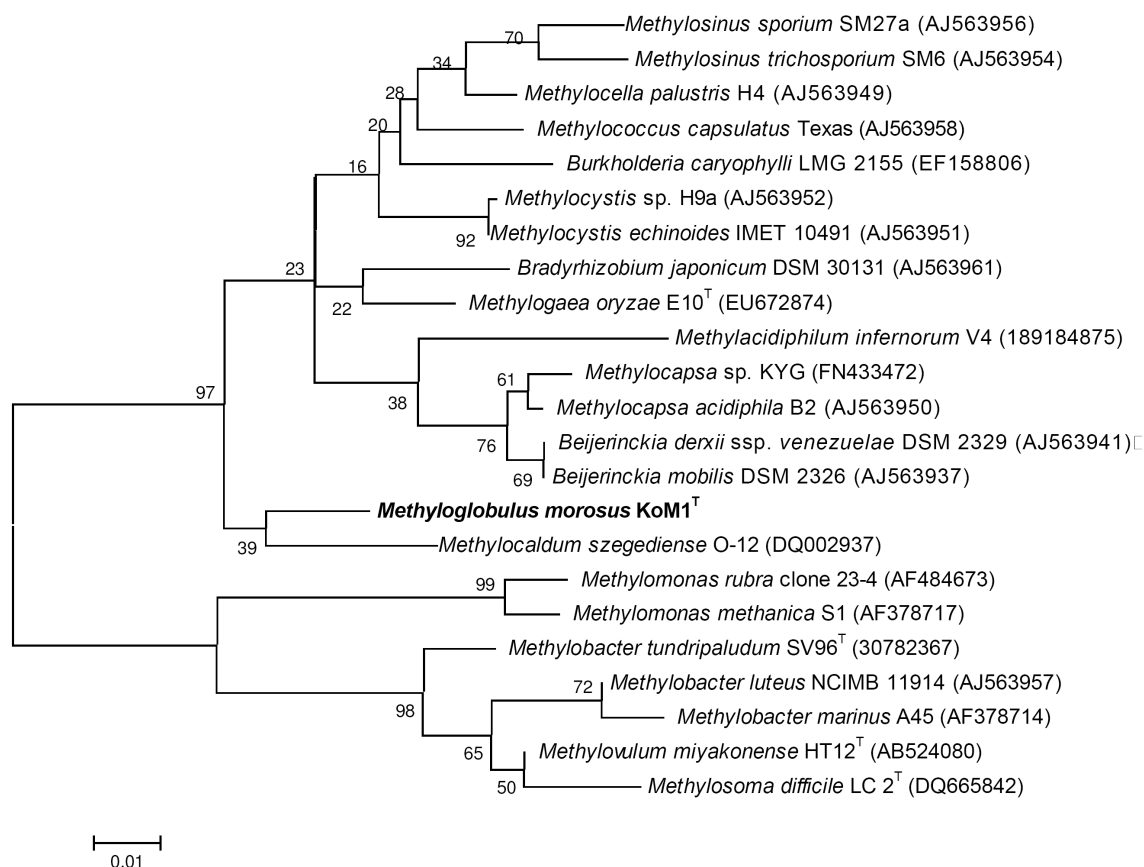 Methylosinus sporium SM27a (AJ563956)
70
Methylosinus trichosporium SM6 (AJ563954)
34
Methylocella palustris H4 (AJ563949)
28
Methylococcus capsulatus Texas (AJ563958)
20
Burkholderia caryophylli LMG 2155 (EF158806)
16
Methylocystis sp. H9a (AJ563952)
92
Methylocystis echinoides IMET 10491 (AJ563951)
23
Bradyrhizobium japonicum DSM 30131 (AJ563961)
22
Methylogaea oryzae E10T (EU672874)
Methylacidiphilum infernorum V4 (189184875)
61
Methylocapsa sp. KYG (FN433472)
97
38
Methylocapsa acidiphila B2 (AJ563950)
76
Beijerinckia derxii ssp. venezuelae DSM 2329 (AJ563941)
69
Beijerinckia mobilis DSM 2326 (AJ563937)
Methyloglobulus morosus KoM1T
39
Methylocaldum szegediense O-12 (DQ002937)
99
Methylomonas rubra clone 23-4 (AF484673)
Methylomonas methanica S1 (AF378717)
Methylobacter tundripaludum SV96T (30782367)
72
Methylobacter luteus NCIMB 11914 (AJ563957)
98
Methylobacter marinus A45 (AF378714)
65
Methylovulum miyakonense HT12T (AB524080)
50
Methylosoma difficile LC 2T (DQ665842)
0.01